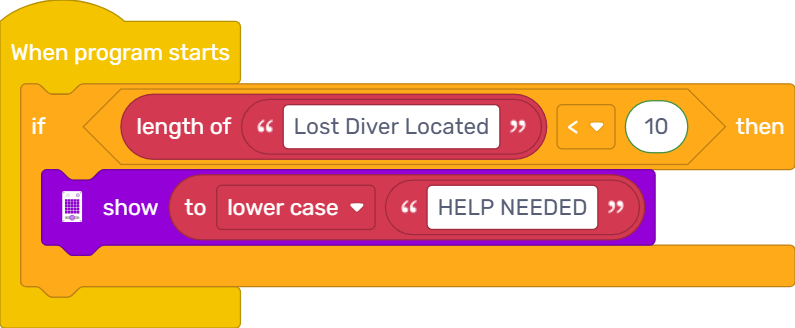 When program starts
if length of “ Lost Diver Located ” < 10 then
show to lower case “ HELP NEEDED ”